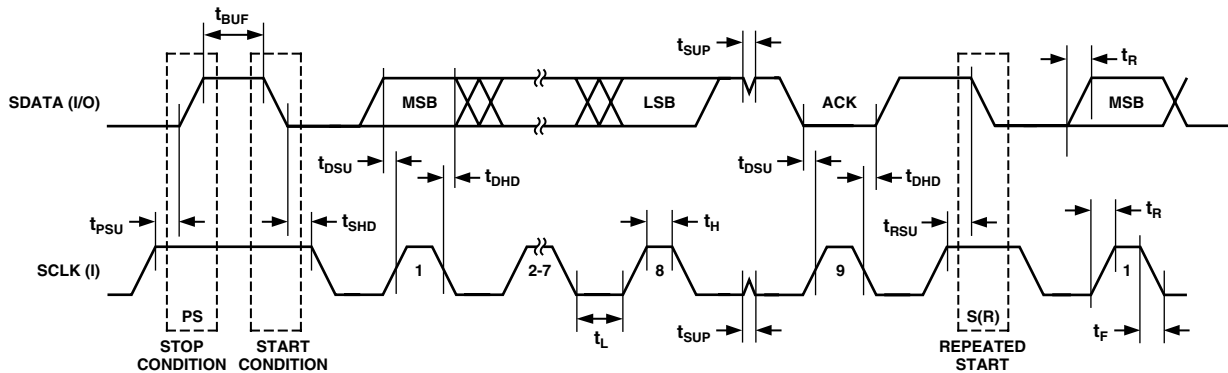 tBUF
tSUP
tR
SDATA (I/O)
MSB
LSB
ACK
MSB
tDSU
tDHD
tDSU
tDHD
tPSU
tSHD
tH
tRSU
tR
SCLK (I)
1
2-7
8
9
1
PS
S(R)
tL
tSUP
tF
STOP
CONDITION
START
CONDITION
REPEATED
START